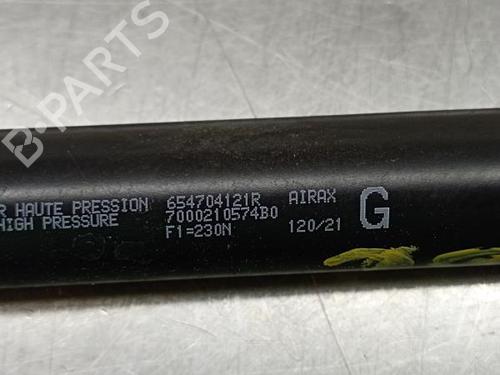 R HAUTE PRESSION 654704121R AIRAX G
HIGH PRESSURE 7000210574B0
F1=230N 120/21
B-PARTS